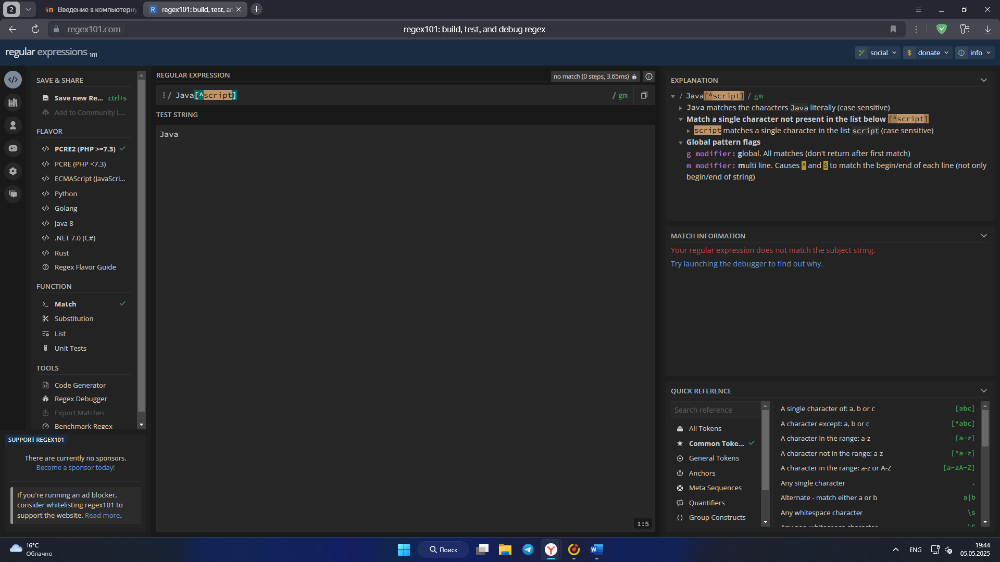 2
Введение в компьютерну
regex101: build, test, an
regex101.com
regex101: build, test, and debug regex
regular expressions 101
social
$ donate
info
SAVE & SHARE
Save new Re... ctrl+s
Add to Community L...
FLAVOR
PCRE2 (PHP >=7.3)
PCRE (PHP <7.3)
ECMAScript (JavaScri...
Python
Golang
Java 8
.NET 7.0 (C#)
Rust
Regex Flavor Guide
FUNCTION
Match
Substitution
List
Unit Tests
TOOLS
Code Generator
Regex Debugger
Export Matches
Benchmark Regex
SUPPORT REGEX101
There are currently no sponsors.
Become a sponsor today!
If you're running an ad blocker,
consider whitelisting regex101 to
support the website. Read more.
REGULAR EXPRESSION
no match (0 steps, 3.65ms)
/ Java[^script] / gm
TEST STRING
Java
1:5
EXPLANATION
/ Java[^script] / gm
Java matches the characters Java literally (case sensitive)
Match a single character not present in the list below [^script]
script matches a single character in the list script (case sensitive)
Global pattern flags
g modifier: global. All matches (don't return after first match)
m modifier: multi line. Causes ^ and $ to match the begin/end of each line (not only
begin/end of string)
MATCH INFORMATION
Your regular expression does not match the subject string.
Try launching the debugger to find out why.
QUICK REFERENCE
Search reference
All Tokens
Common Toke...
General Tokens
Anchors
Meta Sequences
Quantifiers
Group Constructs
A single character of: a, b or c [abc]
A character except: a, b or c [^abc]
A character in the range: a-z [a-z]
A character not in the range: a-z [^a-z]
A character in the range: a-z or A-Z [a-zA-Z]
Any single character .
Alternate - match either a or b a|b
Any whitespace character \s
Any non-whitespace character \S
16°C
Облачно
Поиск
ENG
19:44
05.05.2025